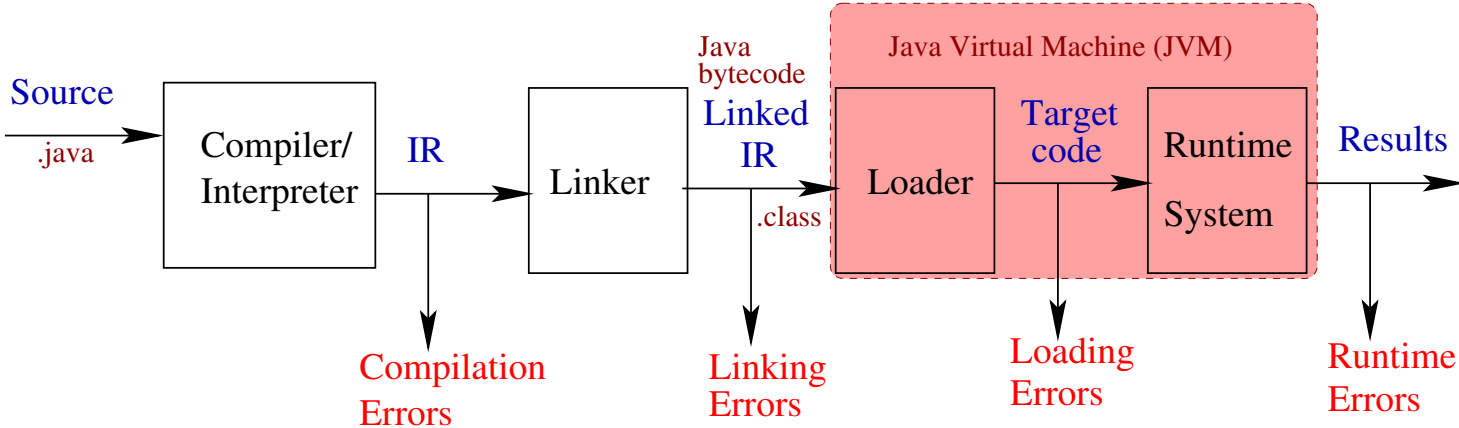 Source
.java
Compiler/
Interpreter
IR
Compilation
Errors
Linker
Java
bytecode
Linked
IR
.class
Linking
Errors
Java Virtual Machine (JVM)
Loader
Target
code
Loading
Errors
Runtime
System
Results
Runtime
Errors